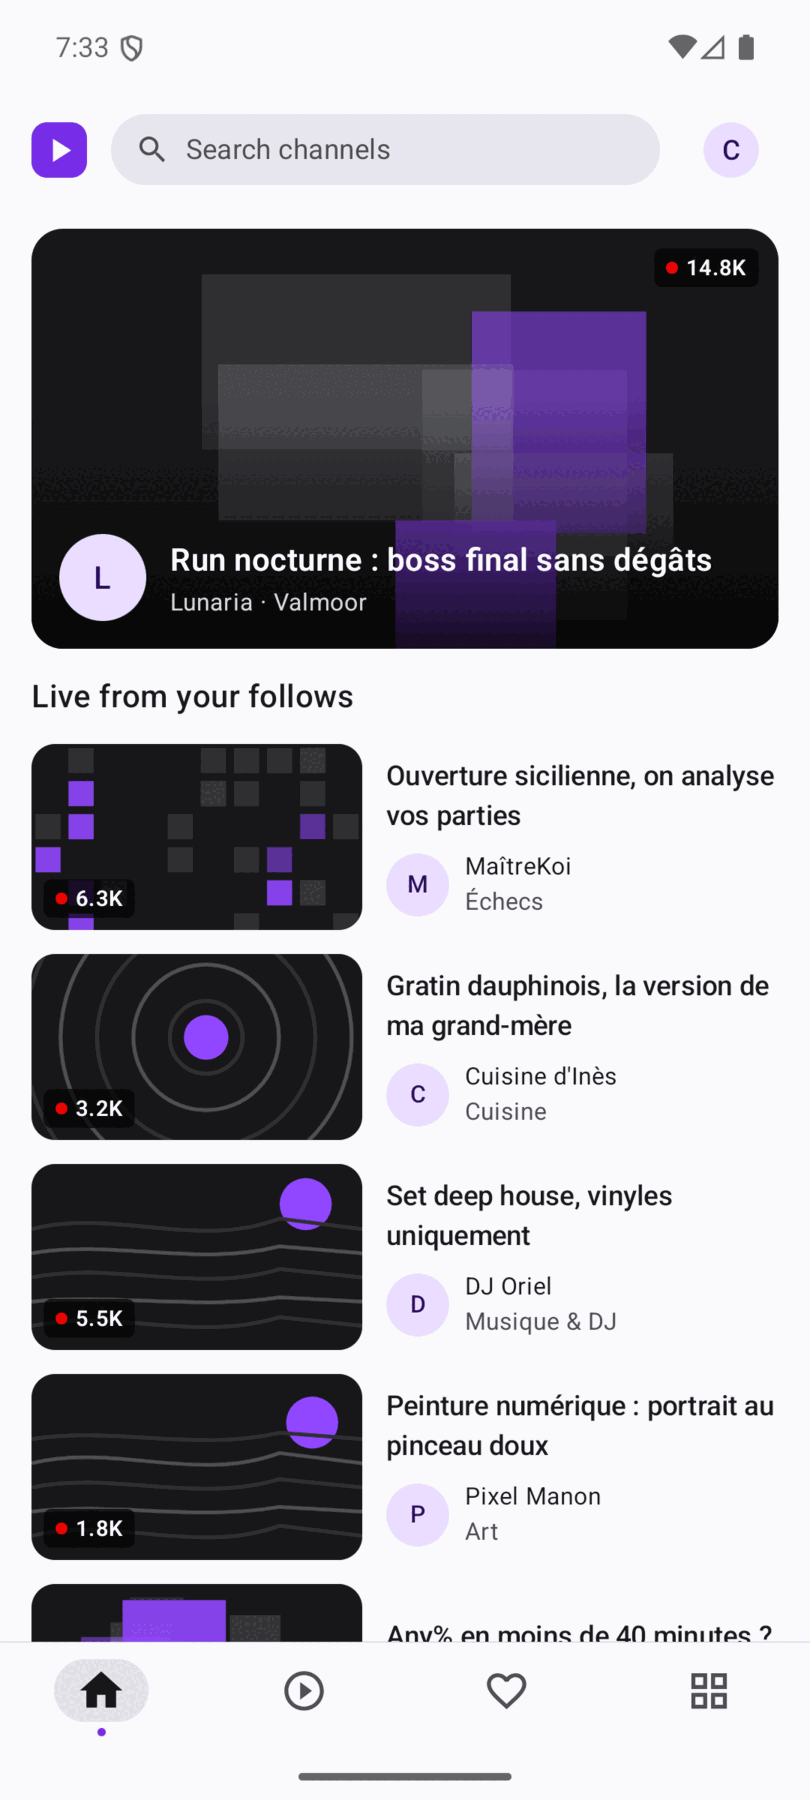 7:33
Search channels
C
14.8K
L
Run nocturne : boss final sans dégâts
Lunaria · Valmoor
Live from your follows
6.3K
Ouverture sicilienne, on analyse
vos parties
M
MaîtreKoi
Échecs
3.2K
Gratin dauphinois, la version de
ma grand-mère
C
Cuisine d'Inès
Cuisine
5.5K
Set deep house, vinyles
uniquement
D
DJ Oriel
Musique & DJ
1.8K
Peinture numérique : portrait au
pinceau doux
P
Pixel Manon
Art
Any% en moins de 40 minutes ?